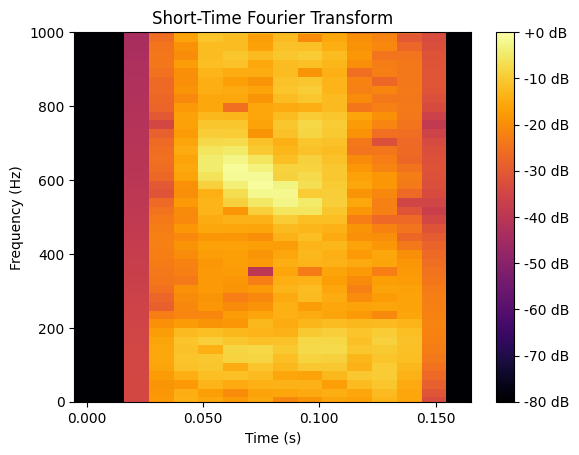 Short-Time Fourier Transform
1000
800
600
400
200
0
Frequency (Hz)
0.000
0.050
0.100
0.150
Time (s)
+0 dB
-10 dB
-20 dB
-30 dB
-40 dB
-50 dB
-60 dB
-70 dB
-80 dB